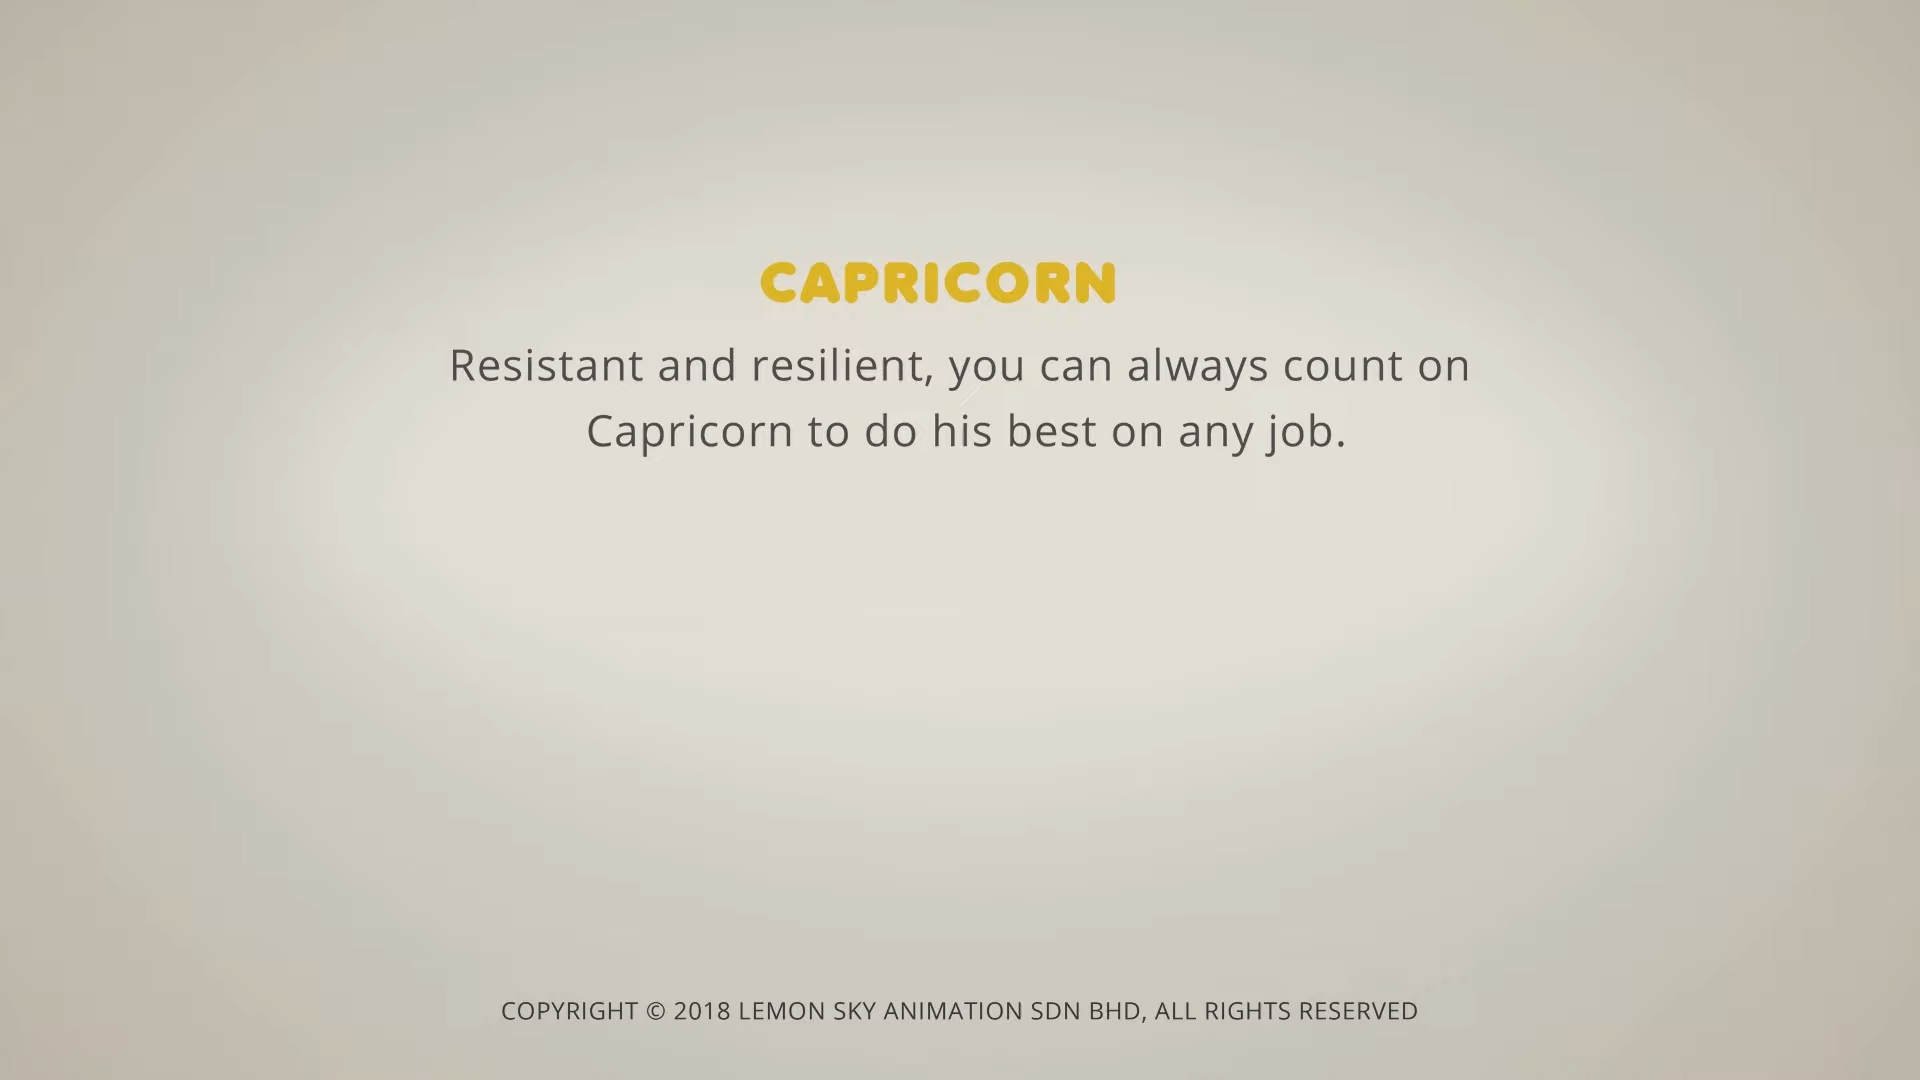 CAPRICORN
Resistant and resilient, you can always count on
Capricorn to do his best on any job.
COPYRIGHT © 2018 LEMON SKY ANIMATION SDN BHD, ALL RIGHTS RESERVED